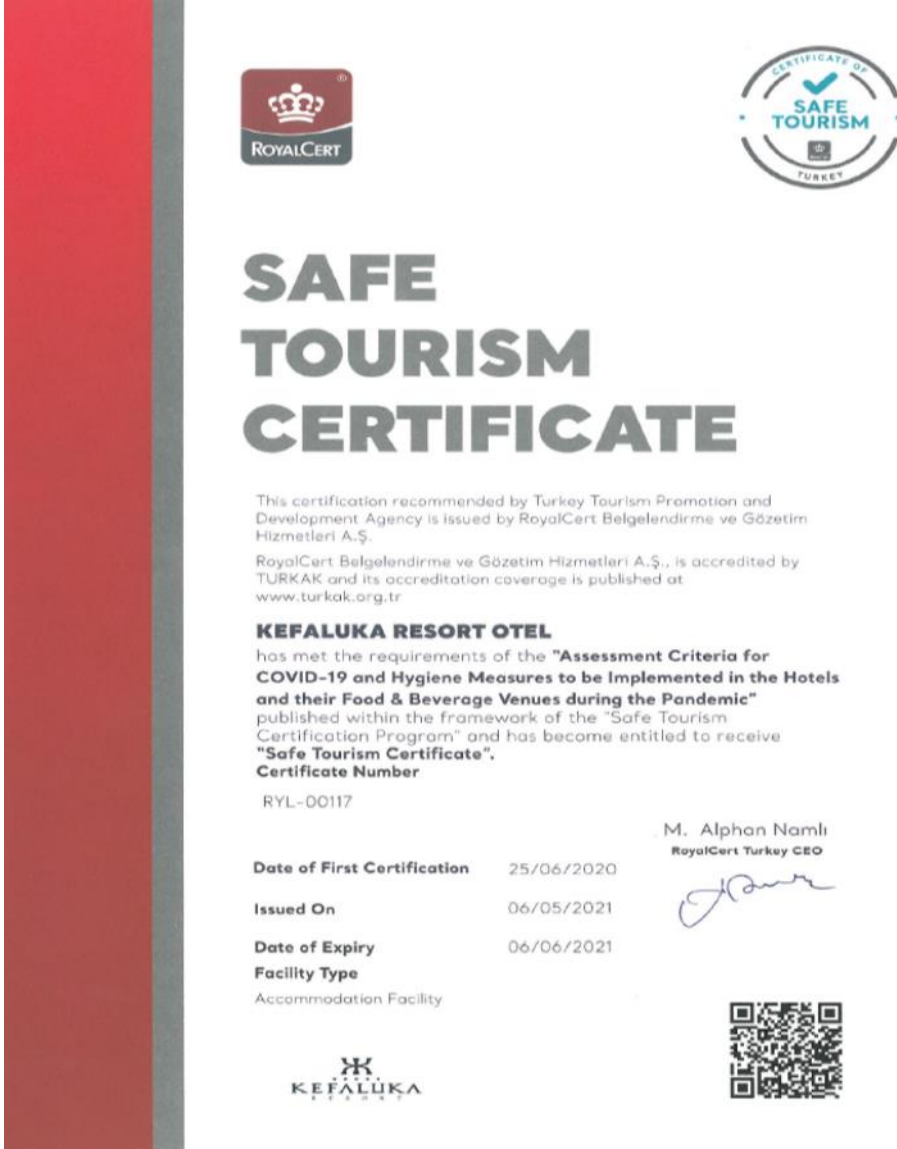 ®
ROYALCERT
CERTIFICATE OF
SAFE
TOURISM
TURKEY
SAFE
TOURISM
CERTIFICATE
This certification recommended by Turkey Tourism Promotion and
Development Agency is issued by RoyalCert Belgelendirme ve Gözetim
Hizmetleri A.Ş.
RoyalCert Belgelendirme ve Gözetim Hizmetleri A.Ş., is accredited by
TURKAK and its accreditation coverage is published at
www.turkak.org.tr
KEFALUKA RESORT OTEL
has met the requirements of the "Assessment Criteria for
COVID-19 and Hygiene Measures to be Implemented in the Hotels
and their Food & Beverage Venues during the Pandemic"
published within the framework of the "Safe Tourism
Certification Program" and has become entitled to receive
"Safe Tourism Certificate".
Certificate Number
RYL-00117
M. Alphan Namlı
RoyalCert Turkey CEO
Date of First Certification 25/06/2020
Issued On 06/05/2021
Date of Expiry 06/06/2021
Facility Type
Accommodation Facility
KEFALUKA
RESORT